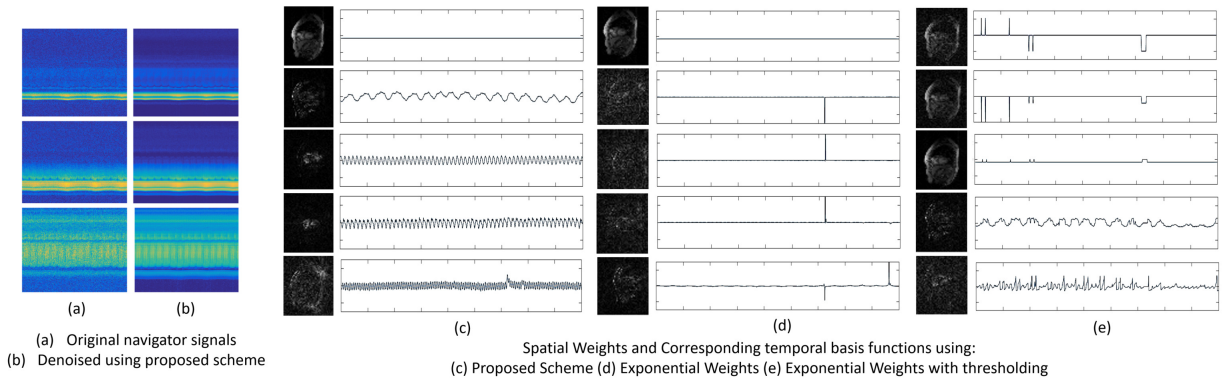 (a) (b)
(a) Original navigator signals
(b) Denoised using proposed scheme
(c) (d) (e)
Spatial Weights and Corresponding temporal basis functions using:
(c) Proposed Scheme (d) Exponential Weights (e) Exponential Weights with thresholding